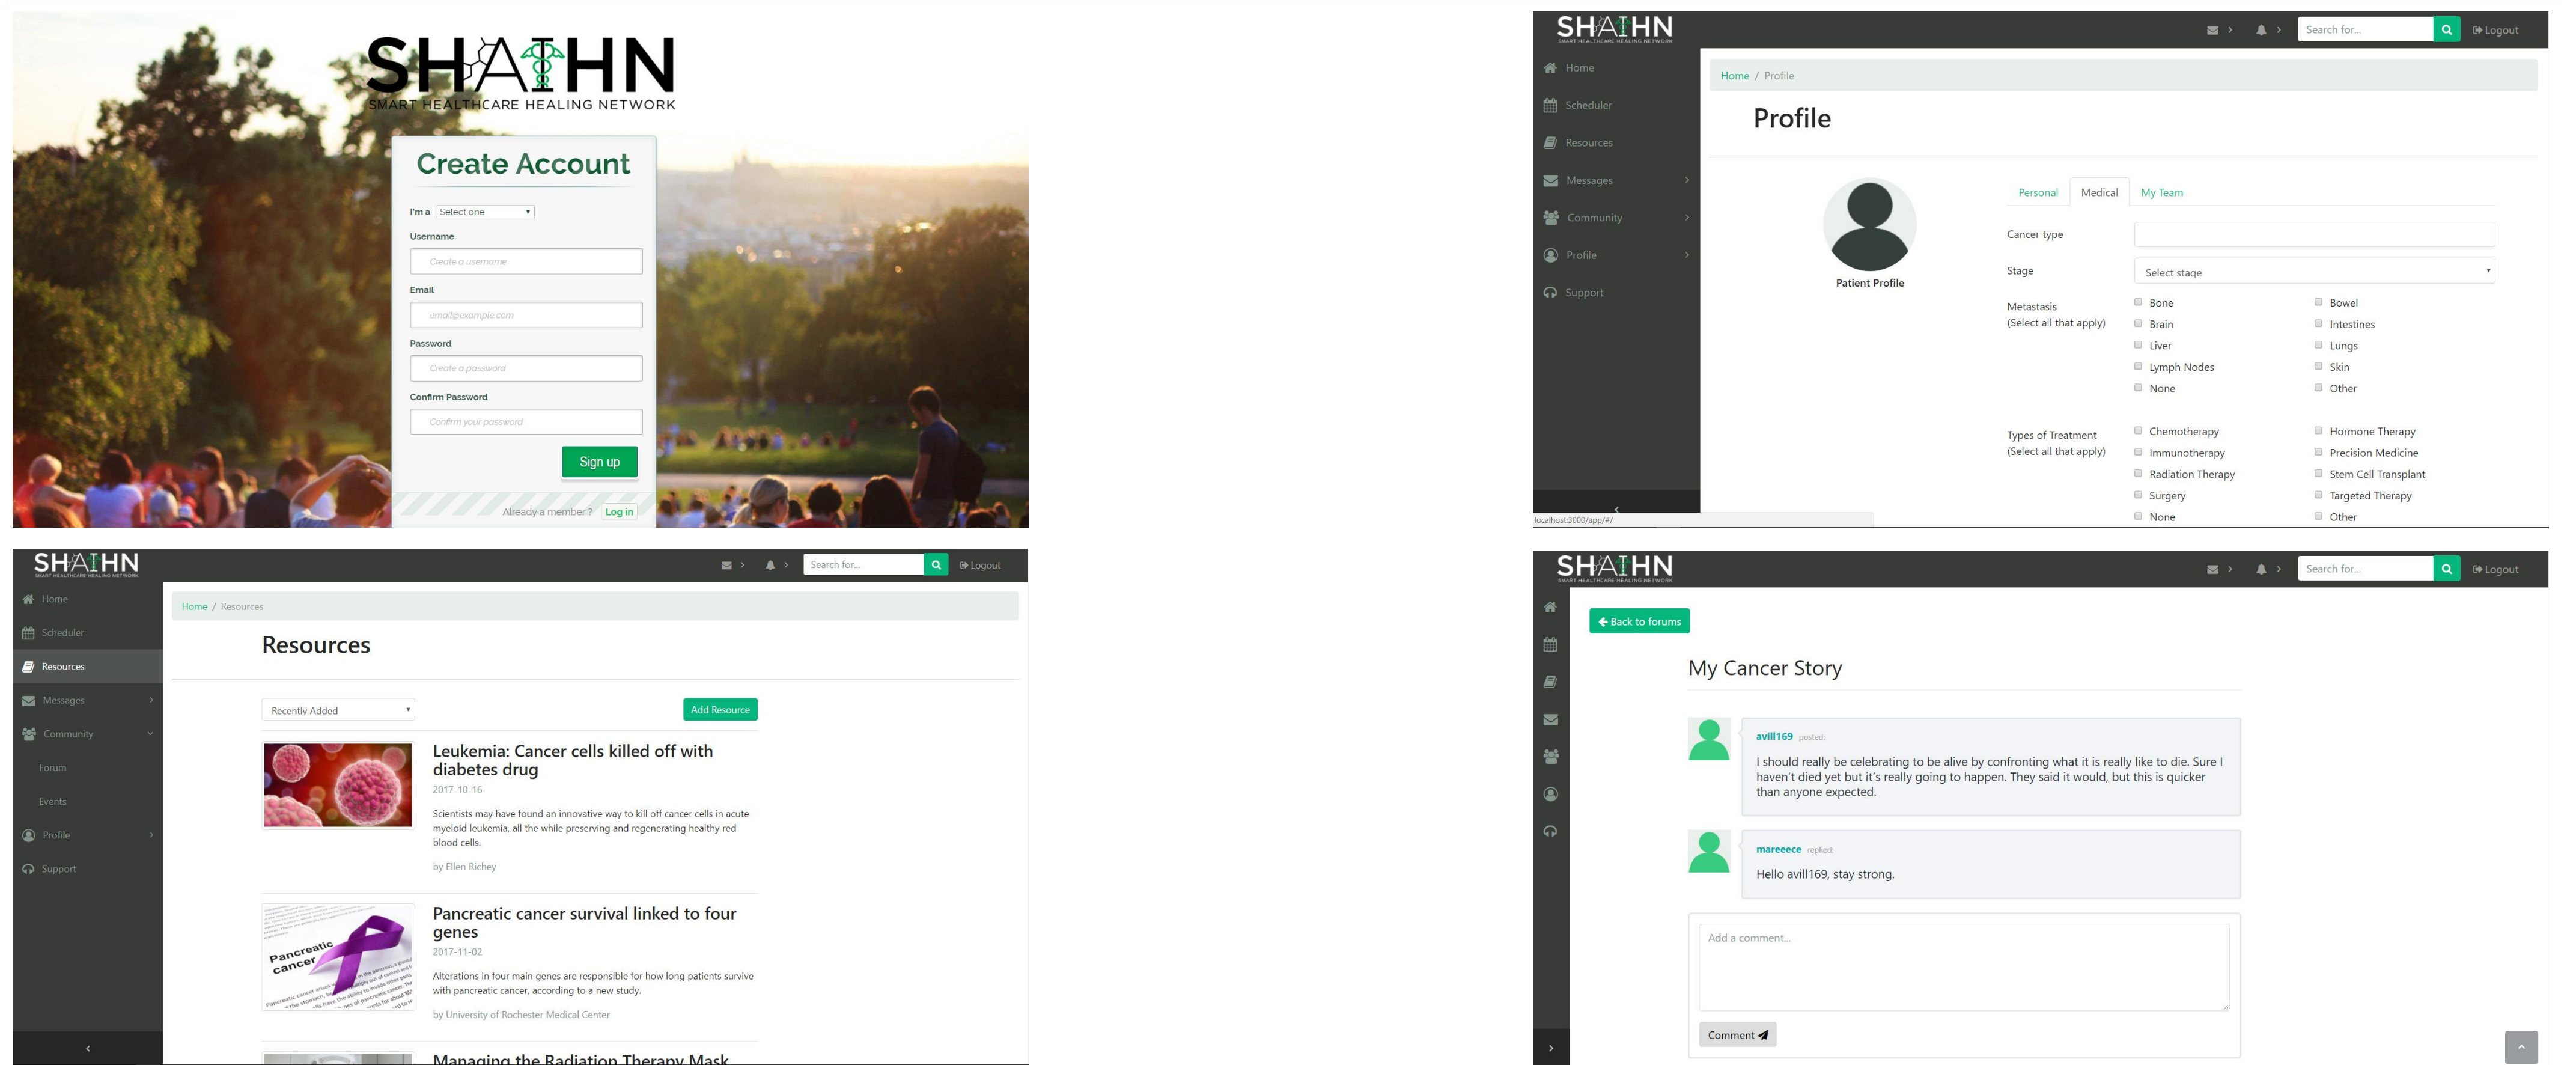 SHAIHN
SMART HEALTHCARE HEALING NETWORK
Create Account
I'm a Select one
Username
Create a username
Email
email@example.com
Password
Create a password
Confirm Password
Confirm your password
Sign up
Already a member ? Log in
SHAIHN
SMART HEALTHCARE HEALING NETWORK
Search for...
Logout
Home
Scheduler
Resources
Messages
Community
Profile
Support
localhost:3000/app/#/
Home / Profile
Profile
Patient Profile
Personal Medical My Team
Cancer type
Stage Select stage
Metastasis
(Select all that apply)
Bone Bowel
Brain Intestines
Liver Lungs
Lymph Nodes Skin
None Other
Types of Treatment
(Select all that apply)
Chemotherapy Hormone Therapy
Immunotherapy Precision Medicine
Radiation Therapy Stem Cell Transplant
Surgery Targeted Therapy
None Other
SHAIHN
SMART HEALTHCARE HEALING NETWORK
Search for...
Logout
Home
Scheduler
Resources
Messages
Community
Forum
Events
Profile
Support
Home / Resources
Resources
Recently Added
Add Resource
Leukemia: Cancer cells killed off with
diabetes drug
2017-10-16
Scientists may have found an innovative way to kill off cancer cells in acute
myeloid leukemia, all the while preserving and regenerating healthy red
blood cells.
by Ellen Richey
Pancreatic
cancer
Pancreatic cancer survival linked to four
genes
2017-11-02
Alterations in four main genes are responsible for how long patients survive
with pancreatic cancer, according to a new study.
by University of Rochester Medical Center
Managing the Radiation Therapy Mask
SHAIHN
SMART HEALTHCARE HEALING NETWORK
Search for...
Logout
Back to forums
My Cancer Story
avill169 posted:
I should really be celebrating to be alive by confronting what it is really like to die. Sure I
haven't died yet but it's really going to happen. They said it would, but this is quicker
than anyone expected.
mareeece replied:
Hello avill169, stay strong.
Add a comment...
Comment